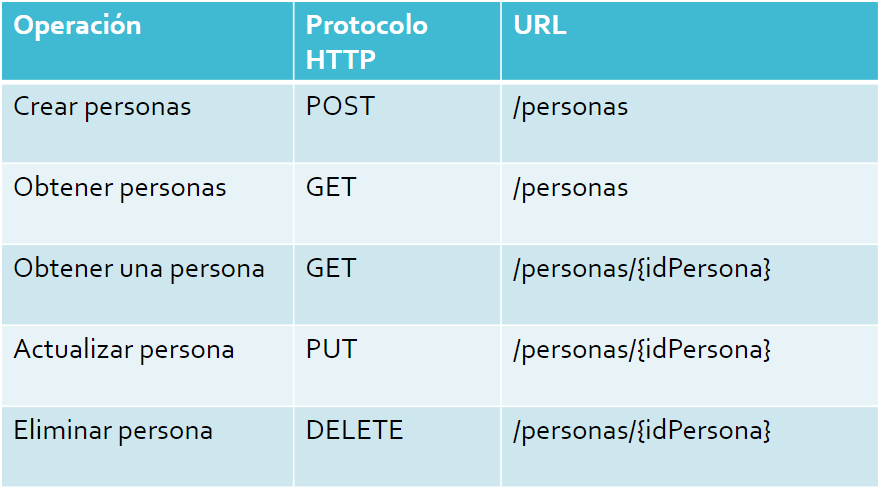 Operación
Protocolo
HTTP
URL
Crear personas
POST
/personas
Obtener personas
GET
/personas
Obtener una persona
GET
/personas/{idPersona}
Actualizar persona
PUT
/personas/{idPersona}
Eliminar persona
DELETE
/personas/{idPersona}